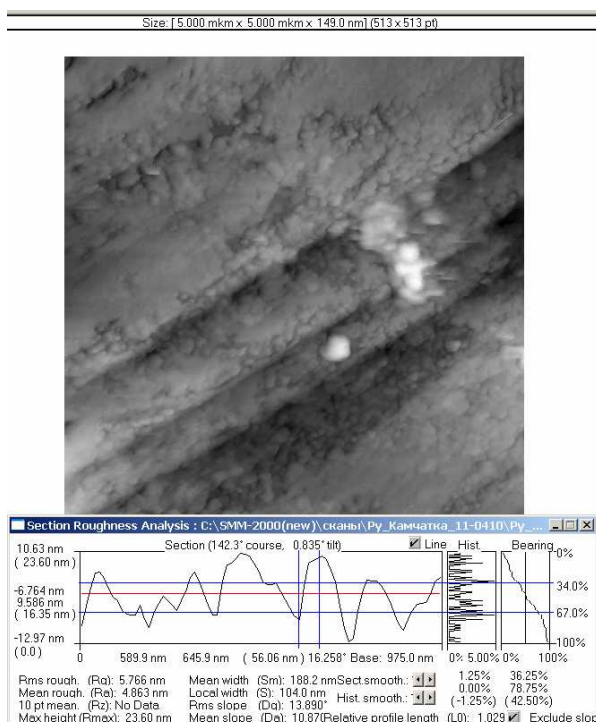 Size: [ 5.000 mkm x 5.000 mkm x 149.0 nm] (513 x 513 pt)
Section Roughness Analysis : C:\SMM-2000(new)\сканы\Ру_Камчатка_11-0410\Ру_...
10.63 nm Section (142.3° course, 0.835° tilt) Line Hist. Bearing
( 23.60 nm ) 0%
-6.764 nm 34.0%
9.586 nm
( 16.35 nm ) 67.0%
-12.97 nm 100%
( 0.0 ) 0 589.9 nm 645.9 nm ( 56.06 nm ) 16.258° Base: 975.0 nm 0% 5.00% 0% 100%
Rms rough. (Rq): 5.766 nm Mean width (Sm): 188.2 nm Sect.smooth.: 1.25% 36.25%
Mean rough. (Ra): 4.863 nm Local width (S): 104.0 nm Hist. smooth.: 0.00% 78.75%
10 pt mean. (Rz): No Data Rms slope (Dq): 13.890° (-1.25%) ( 42.50%)
Max height (Rmax): 23.60 nm Mean slope (Da): 10.87( Relative profile length (L0): 1.029 Exclude slop